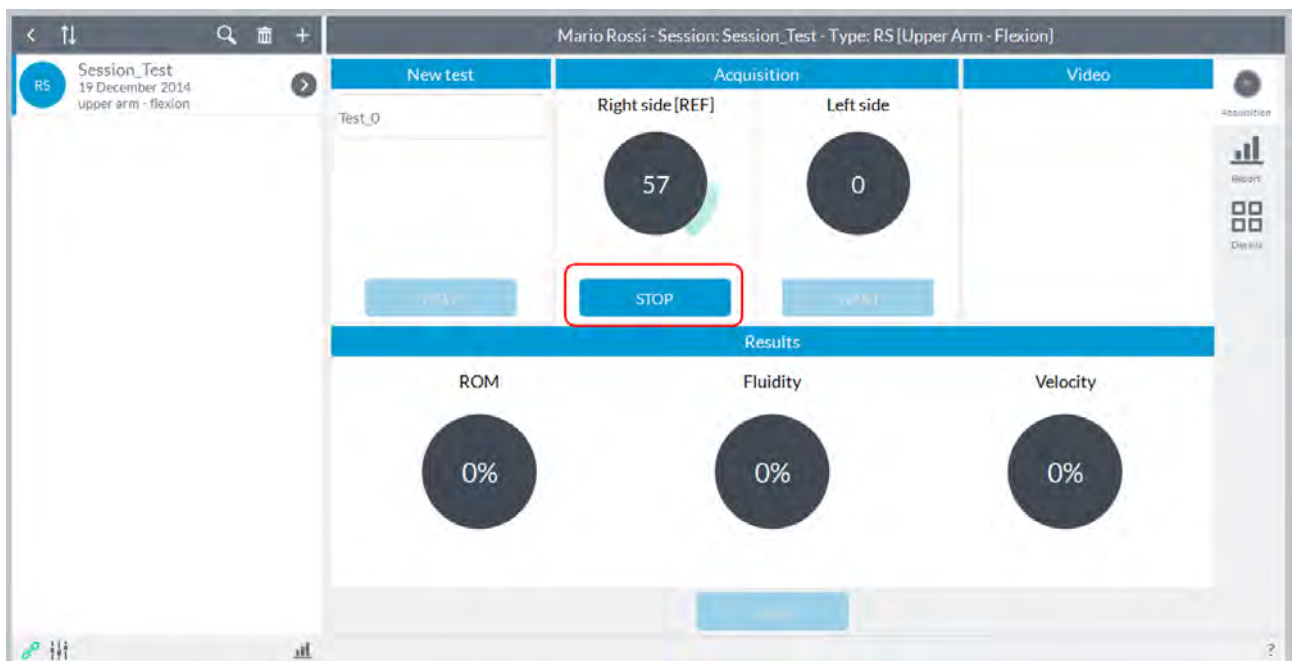 Mario Rossi - Session: Session_Test - Type: RS [Upper Arm - Flexion]
RS
Session_Test
19 December 2014
upper arm - flexion
New test
Acquisition
Video
Test_0
Right side [REF]
Left side
57
0
STOP
Acquisition
Report
Results
ROM
Fluidity
Velocity
0%
0%
0%
?